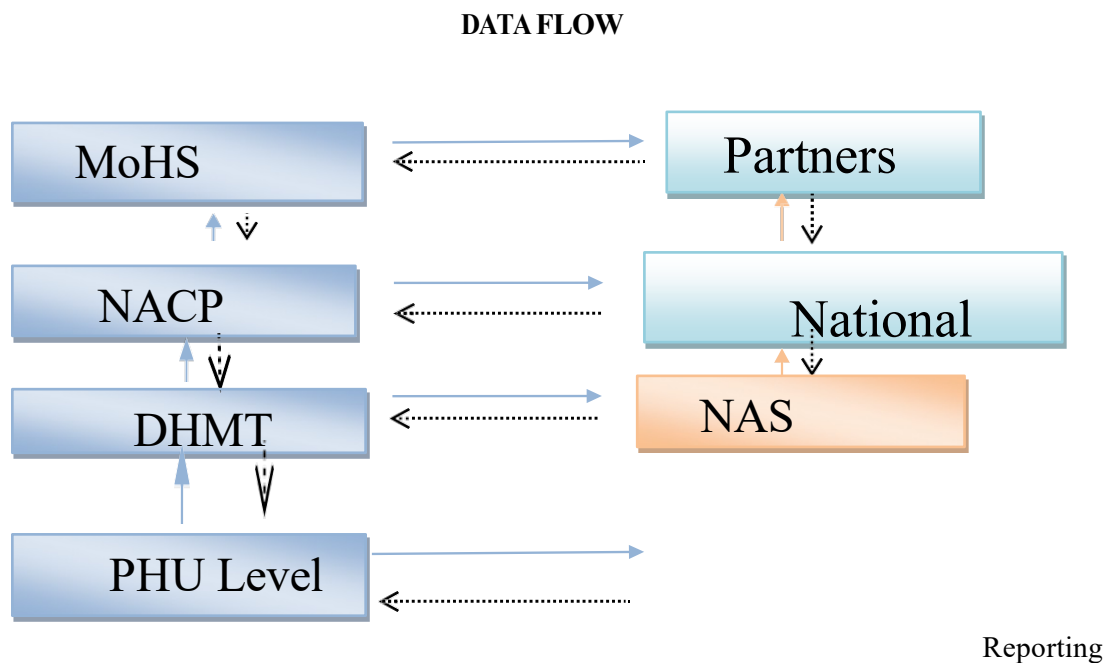 DATA FLOW
MoHS
Partners
NACP
National
DHMT
NAS
PHU Level
Reporting